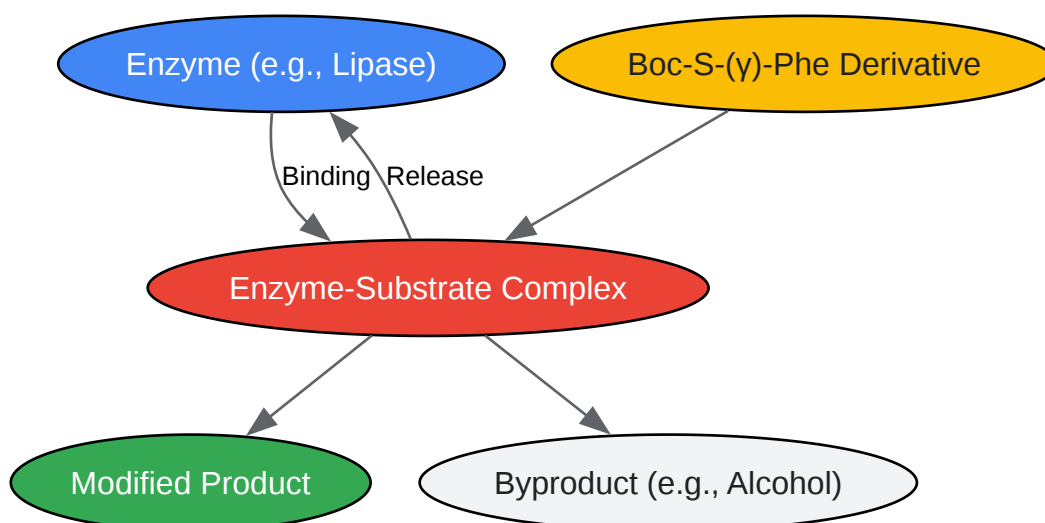 Enzyme (e.g., Lipase)
Boc-S-(γ)-Phe Derivative
Binding
Release
Enzyme-Substrate Complex
Modified Product
Byproduct (e.g., Alcohol)